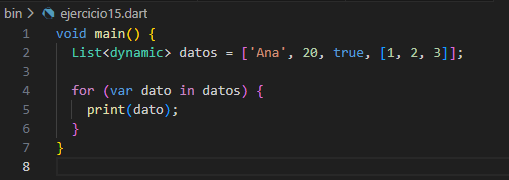 bin > ejercicio15.dart
1 void main() {
2   List<dynamic> datos = ['Ana', 20, true, [1, 2, 3]];
3
4   for (var dato in datos) {
5     print(dato);
6   }
7 }
8